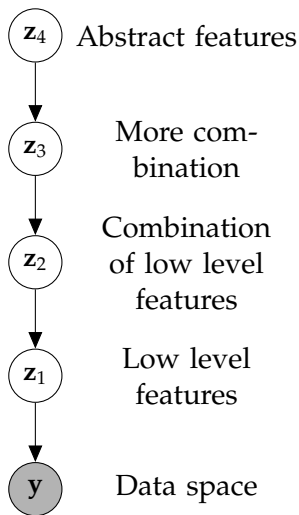 z4 Abstract features
z3 More com-
bination
Combination
z2 of low level
features
z1 Low level
features
y Data space